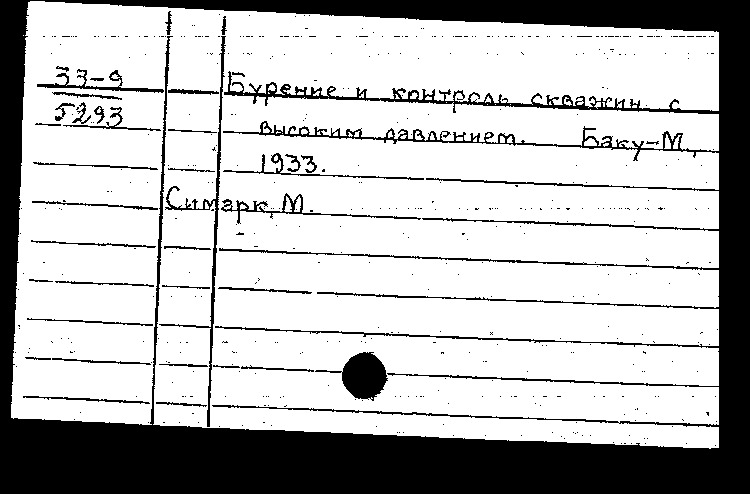 33-9
5293
Бурение и контроль скважин с
высоким давлением. Баку-М.,
1933.
Симарк, М.